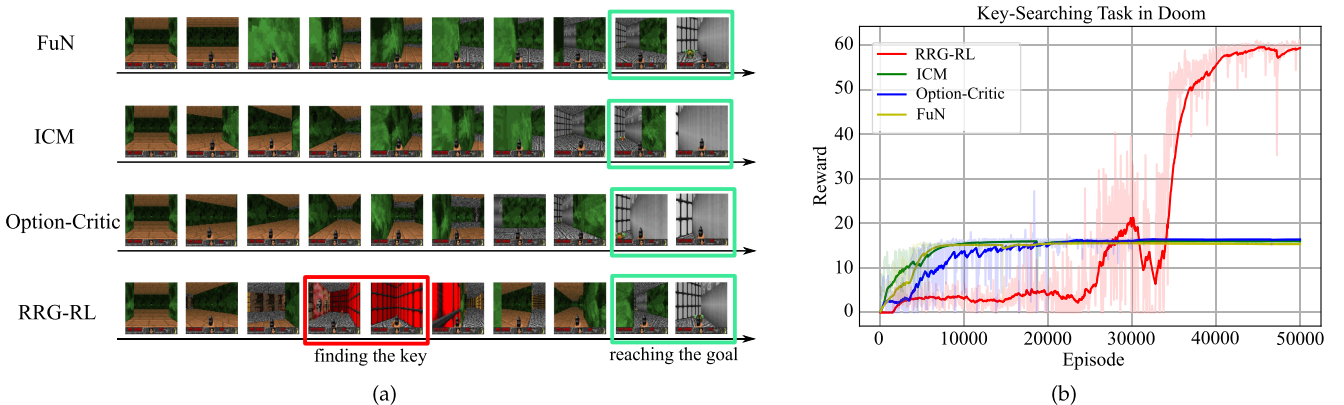 FuN
ICM
Option-Critic
RRG-RL
finding the key
reaching the goal
(a)
Key-Searching Task in Doom
RRG-RL
ICM
Option-Critic
FuN
Reward
60
50
40
30
20
10
0
0 10000 20000 30000 40000 50000
Episode
(b)